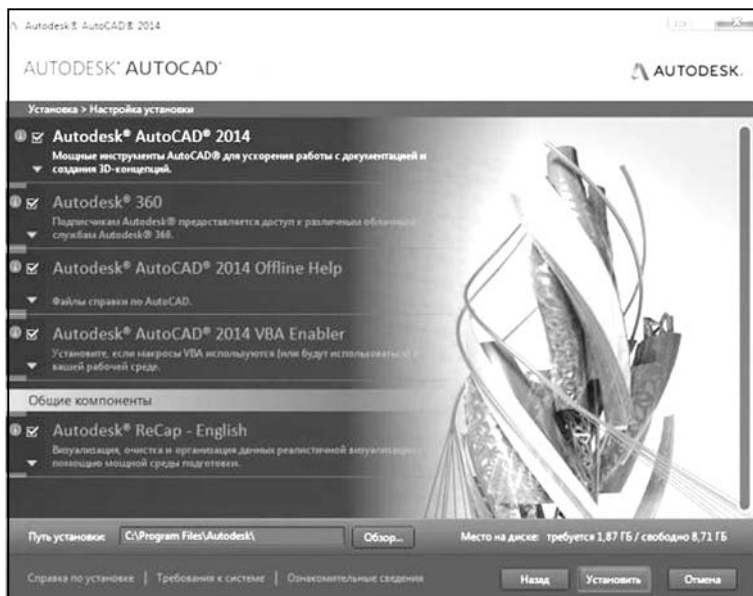 Autodesk® AutoCAD® 2014
AUTODESK® AUTOCAD®
AUTODESK.
Установка > Настройка установки
Autodesk® AutoCAD® 2014
Мощные инструменты AutoCAD® для ускорения работы с документацией и
создания 3D-концепций.
Autodesk® 360
Подписчикам Autodesk® предоставляется доступ к различным облачным
службам Autodesk® 360.
Autodesk® AutoCAD® 2014 Offline Help
Файлы справки по AutoCAD.
Autodesk® AutoCAD® 2014 VBA Enabler
Установите, если макросы VBA используются (или будут использоваться) в
вашей рабочей среде.
Общие компоненты
Autodesk® ReCap - English
Визуализация, очистка и организация данных реалистичной визуализации с
помощью мощной среды подготовки.
Путь установки: C:\Program Files\Autodesk\ Обзор... Место на диске: требуется 1,87 ГБ / свободно 8,71 ГБ
Справка по установке | Требования к системе | Ознакомительные сведения Назад Установить Отмена